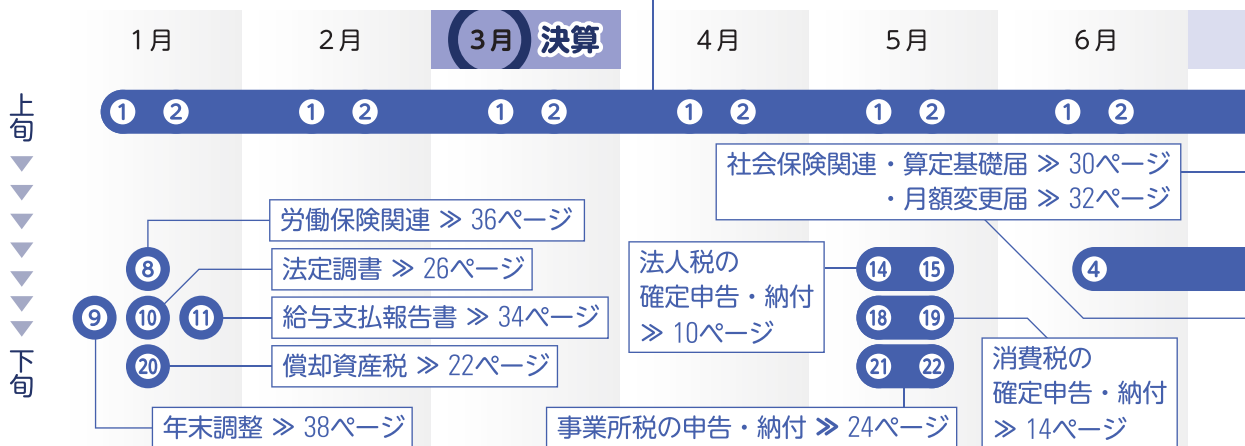 1月 2月 3月 決算 4月 5月 6月
上旬
1 2 1 2 1 2 1 2 1 2 1 2
社会保険関連・算定基礎届 ≫ 30ページ
・月額変更届 ≫ 32ページ
労働保険関連 ≫ 36ページ
8
法定調書 ≫ 26ページ
9 10 11
給与支払報告書 ≫ 34ページ
20
償却資産税 ≫ 22ページ
年末調整 ≫ 38ページ
法人税の
確定申告・納付
≫ 10ページ
14 15
18 19
21 22
4
消費税の
確定申告・納付
≫ 14ページ
事業所税の申告・納付 ≫ 24ページ
下旬